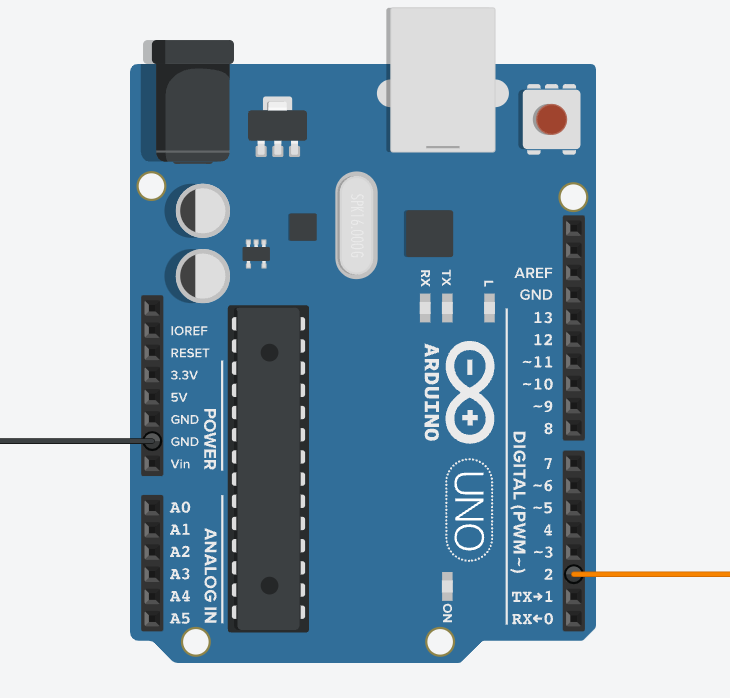 SPK16.000G
RX
TX
L
AREF
GND
13
12
~11
~10
~9
8
IOREF
RESET
3.3V
5V
GND
GND
Vin
POWER
ARDUINO
UNO
DIGITAL (PWM ~)
7
~6
~5
4
~3
2
TX→1
RX←0
A0
A1
A2
A3
A4
A5
ANALOG IN
ON